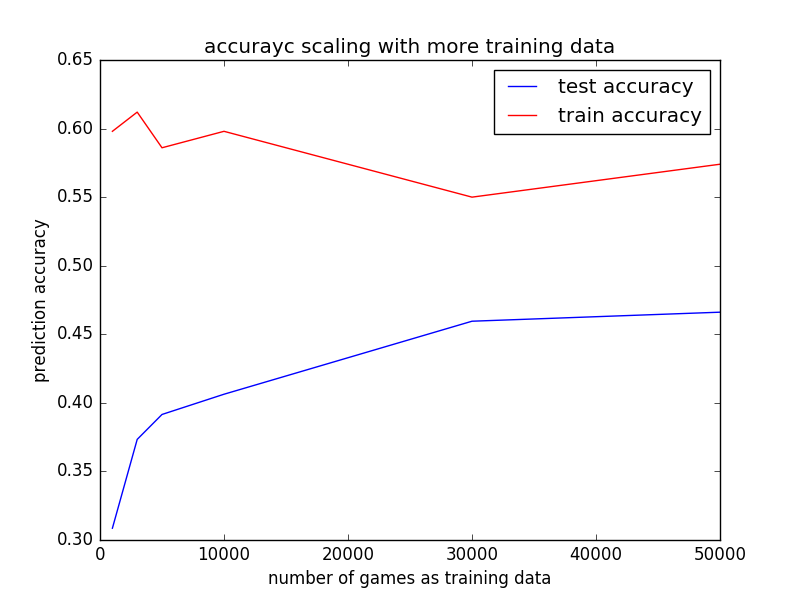 accurayc scaling with more training data
0.65
0.60
0.55
0.50
0.45
0.40
0.35
0.30
prediction accuracy
test accuracy
train accuracy
0
10000
20000
30000
40000
50000
number of games as training data